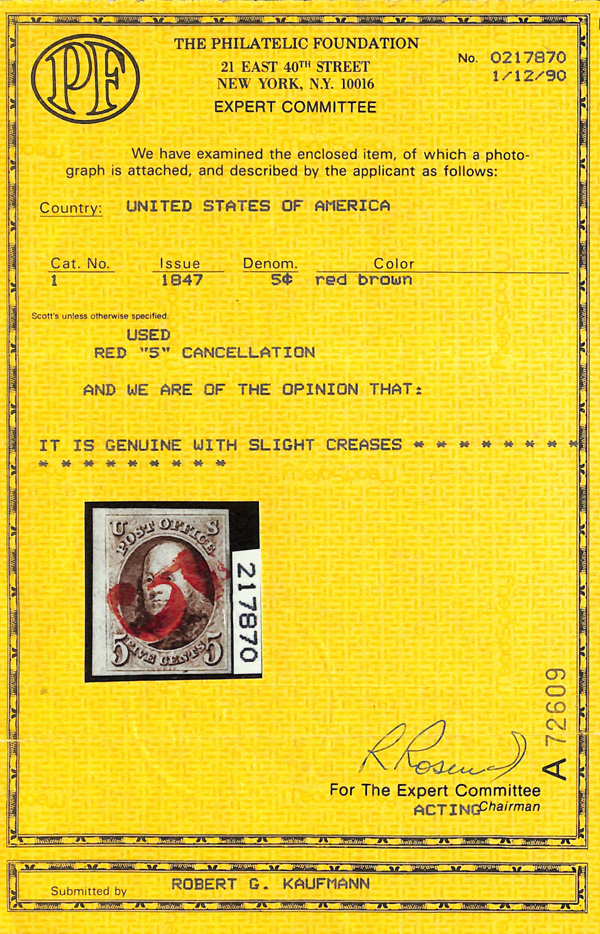 PF
THE PHILATELIC FOUNDATION
21 EAST 40TH STREET
NEW YORK, N.Y. 10016
EXPERT COMMITTEE
No. 0217870
1/12/90
We have examined the enclosed item, of which a photo-
graph is attached, and described by the applicant as follows:
Country: UNITED STATES OF AMERICA
Cat. No. Issue Denom. Color
1 1847 5¢ red brown
Scott's unless otherwise specified.
USED
RED "5" CANCELLATION
AND WE ARE OF THE OPINION THAT:
IT IS GENUINE WITH SLIGHT CREASES * * * * * * * *
* * * * * * * * *
U S
POST OFFICE
5
5 FIVE CENTS 5
217870
A 72609
For The Expert Committee
ACTING Chairman
Submitted by ROBERT G. KAUFMANN